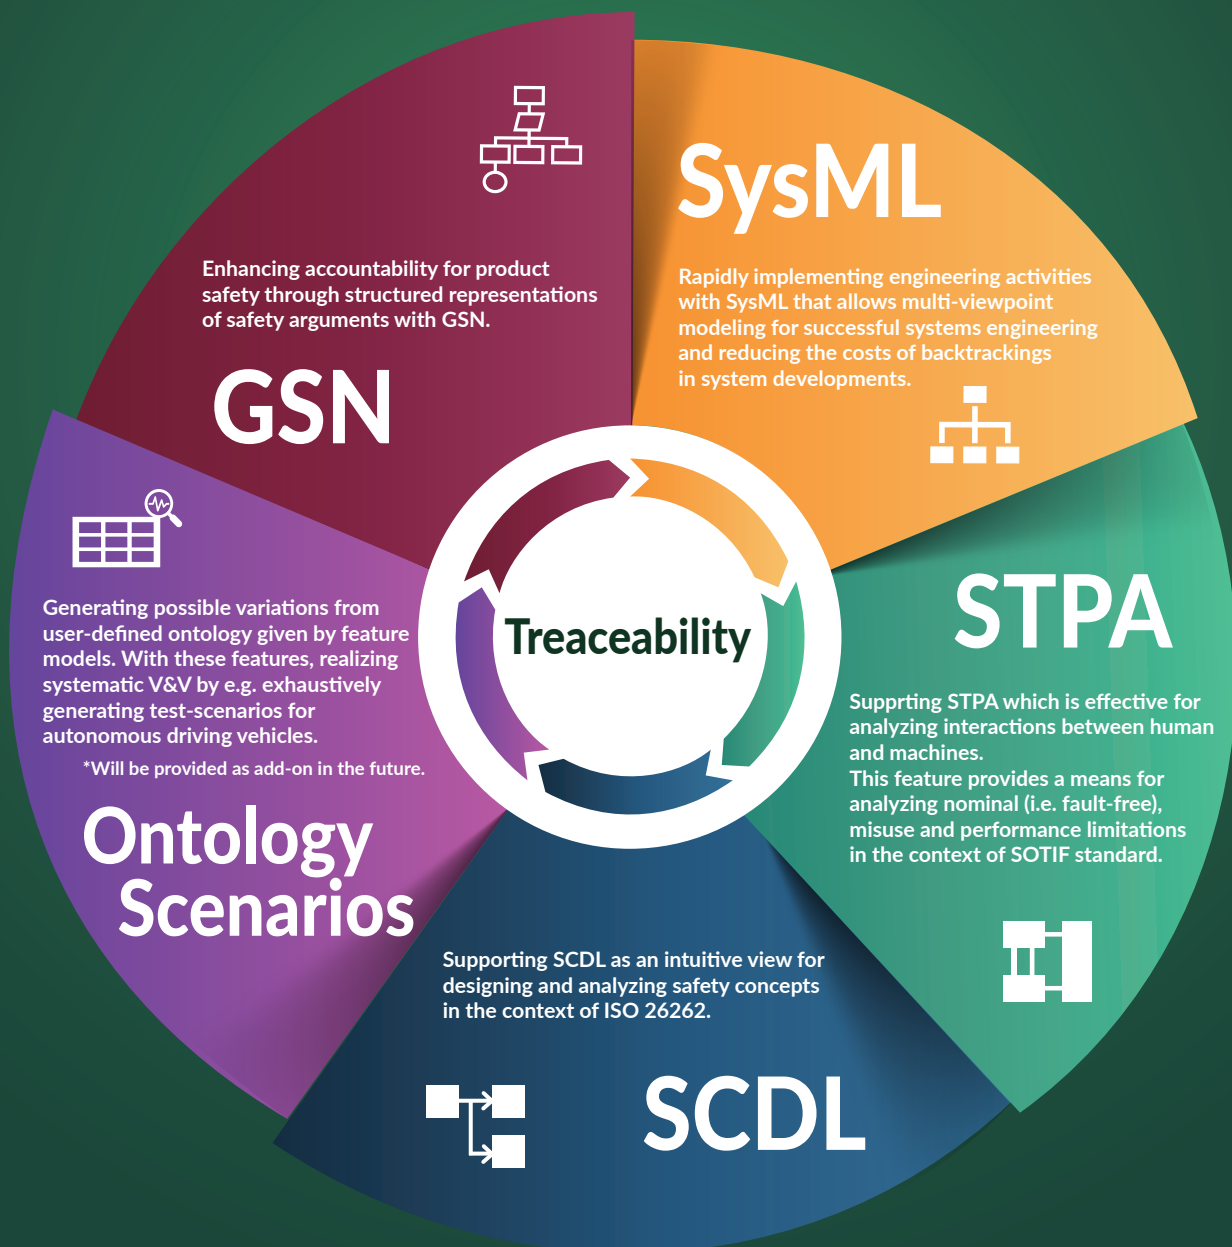 SysML
Rapidly implementing engineering activities
with SysML that allows multi-viewpoint
modeling for successful systems engineering
and reducing the costs of backtrackings
in system developments.
STPA
Supprting STPA which is effective for
analyzing interactions between human
and machines.
This feature provides a means for
analyzing nominal (i.e. fault-free),
misuse and performance limitations
in the context of SOTIF standard.
Supporting SCDL as an intuitive view for
designing and analyzing safety concepts
in the context of ISO 26262.
SCDL
Generating possible variations from
user-defined ontology given by feature
models. With these features, realizing
systematic V&V by e.g. exhaustively
generating test-scenarios for
autonomous driving vehicles.
*Will be provided as add-on in the future.
Ontology
Scenarios
Enhancing accountability for product
safety through structured representations
of safety arguments with GSN.
GSN
Treaceability